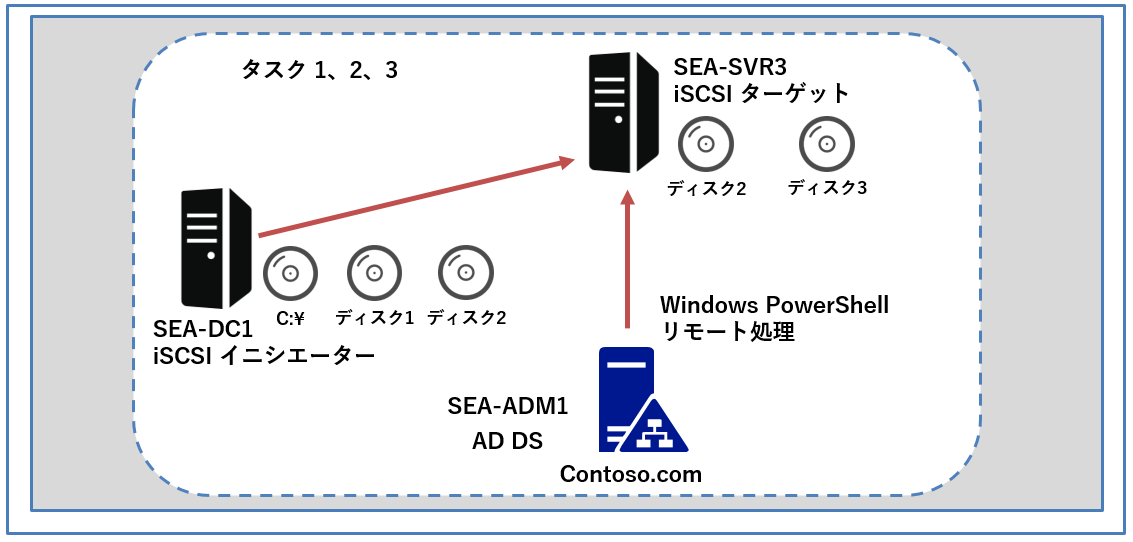 タスク 1、2、3
SEA-SVR3
iSCSI ターゲット
ディスク2
ディスク3
C:¥
ディスク1
ディスク2
SEA-DC1
iSCSI イニシエーター
Windows PowerShell
リモート処理
SEA-ADM1
AD DS
Contoso.com